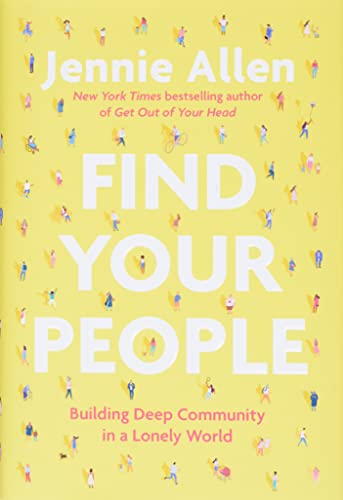 Jennie Allen
New York Times bestselling author
of Get Out of Your Head
FIND
YOUR
PEOPLE
Building Deep Community
in a Lonely World